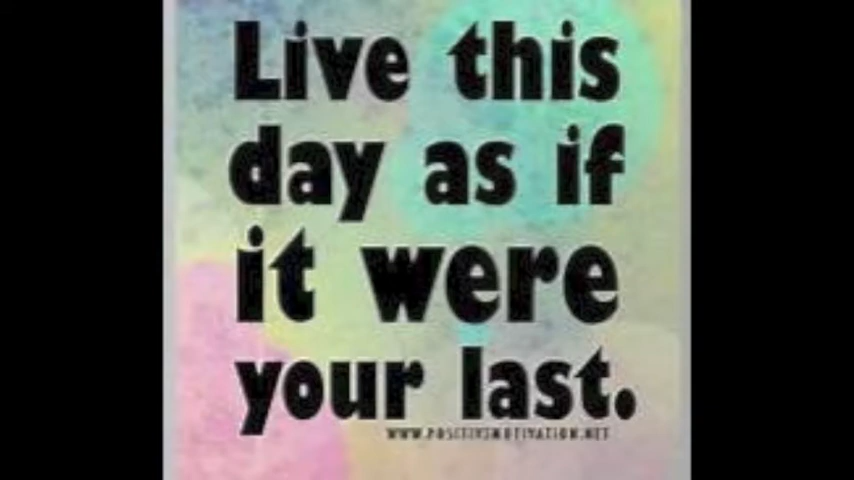 Live this
day as if
it were
your last.
WWW.POSITIVEMOTIVATION.NET